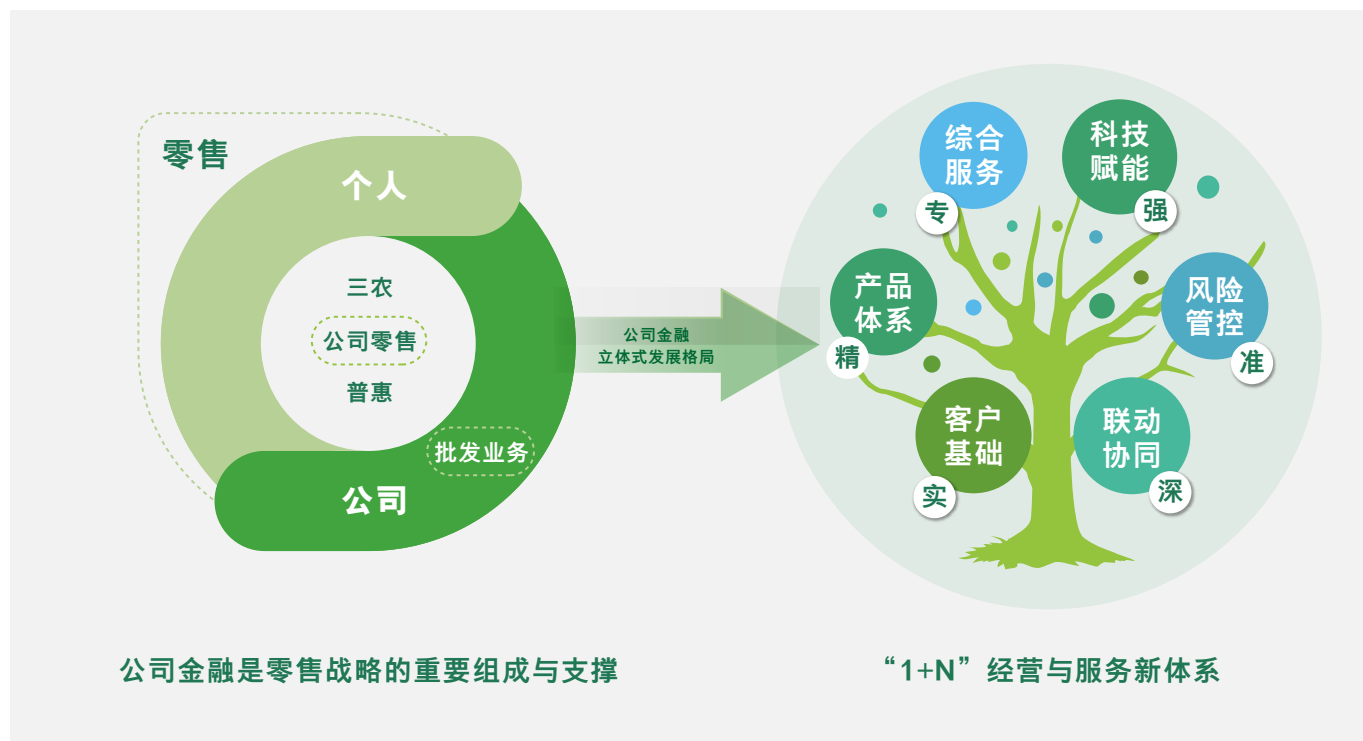 零售
个人
三农
公司零售
普惠
批发业务
公司
公司金融
立体式发展格局
综合
服务
专
科技
赋能
强
产品
体系
精
风险
管控
准
客户
基础
实
联动
协同
深
公司金融是零售战略的重要组成与支撑
“1+N”经营与服务新体系